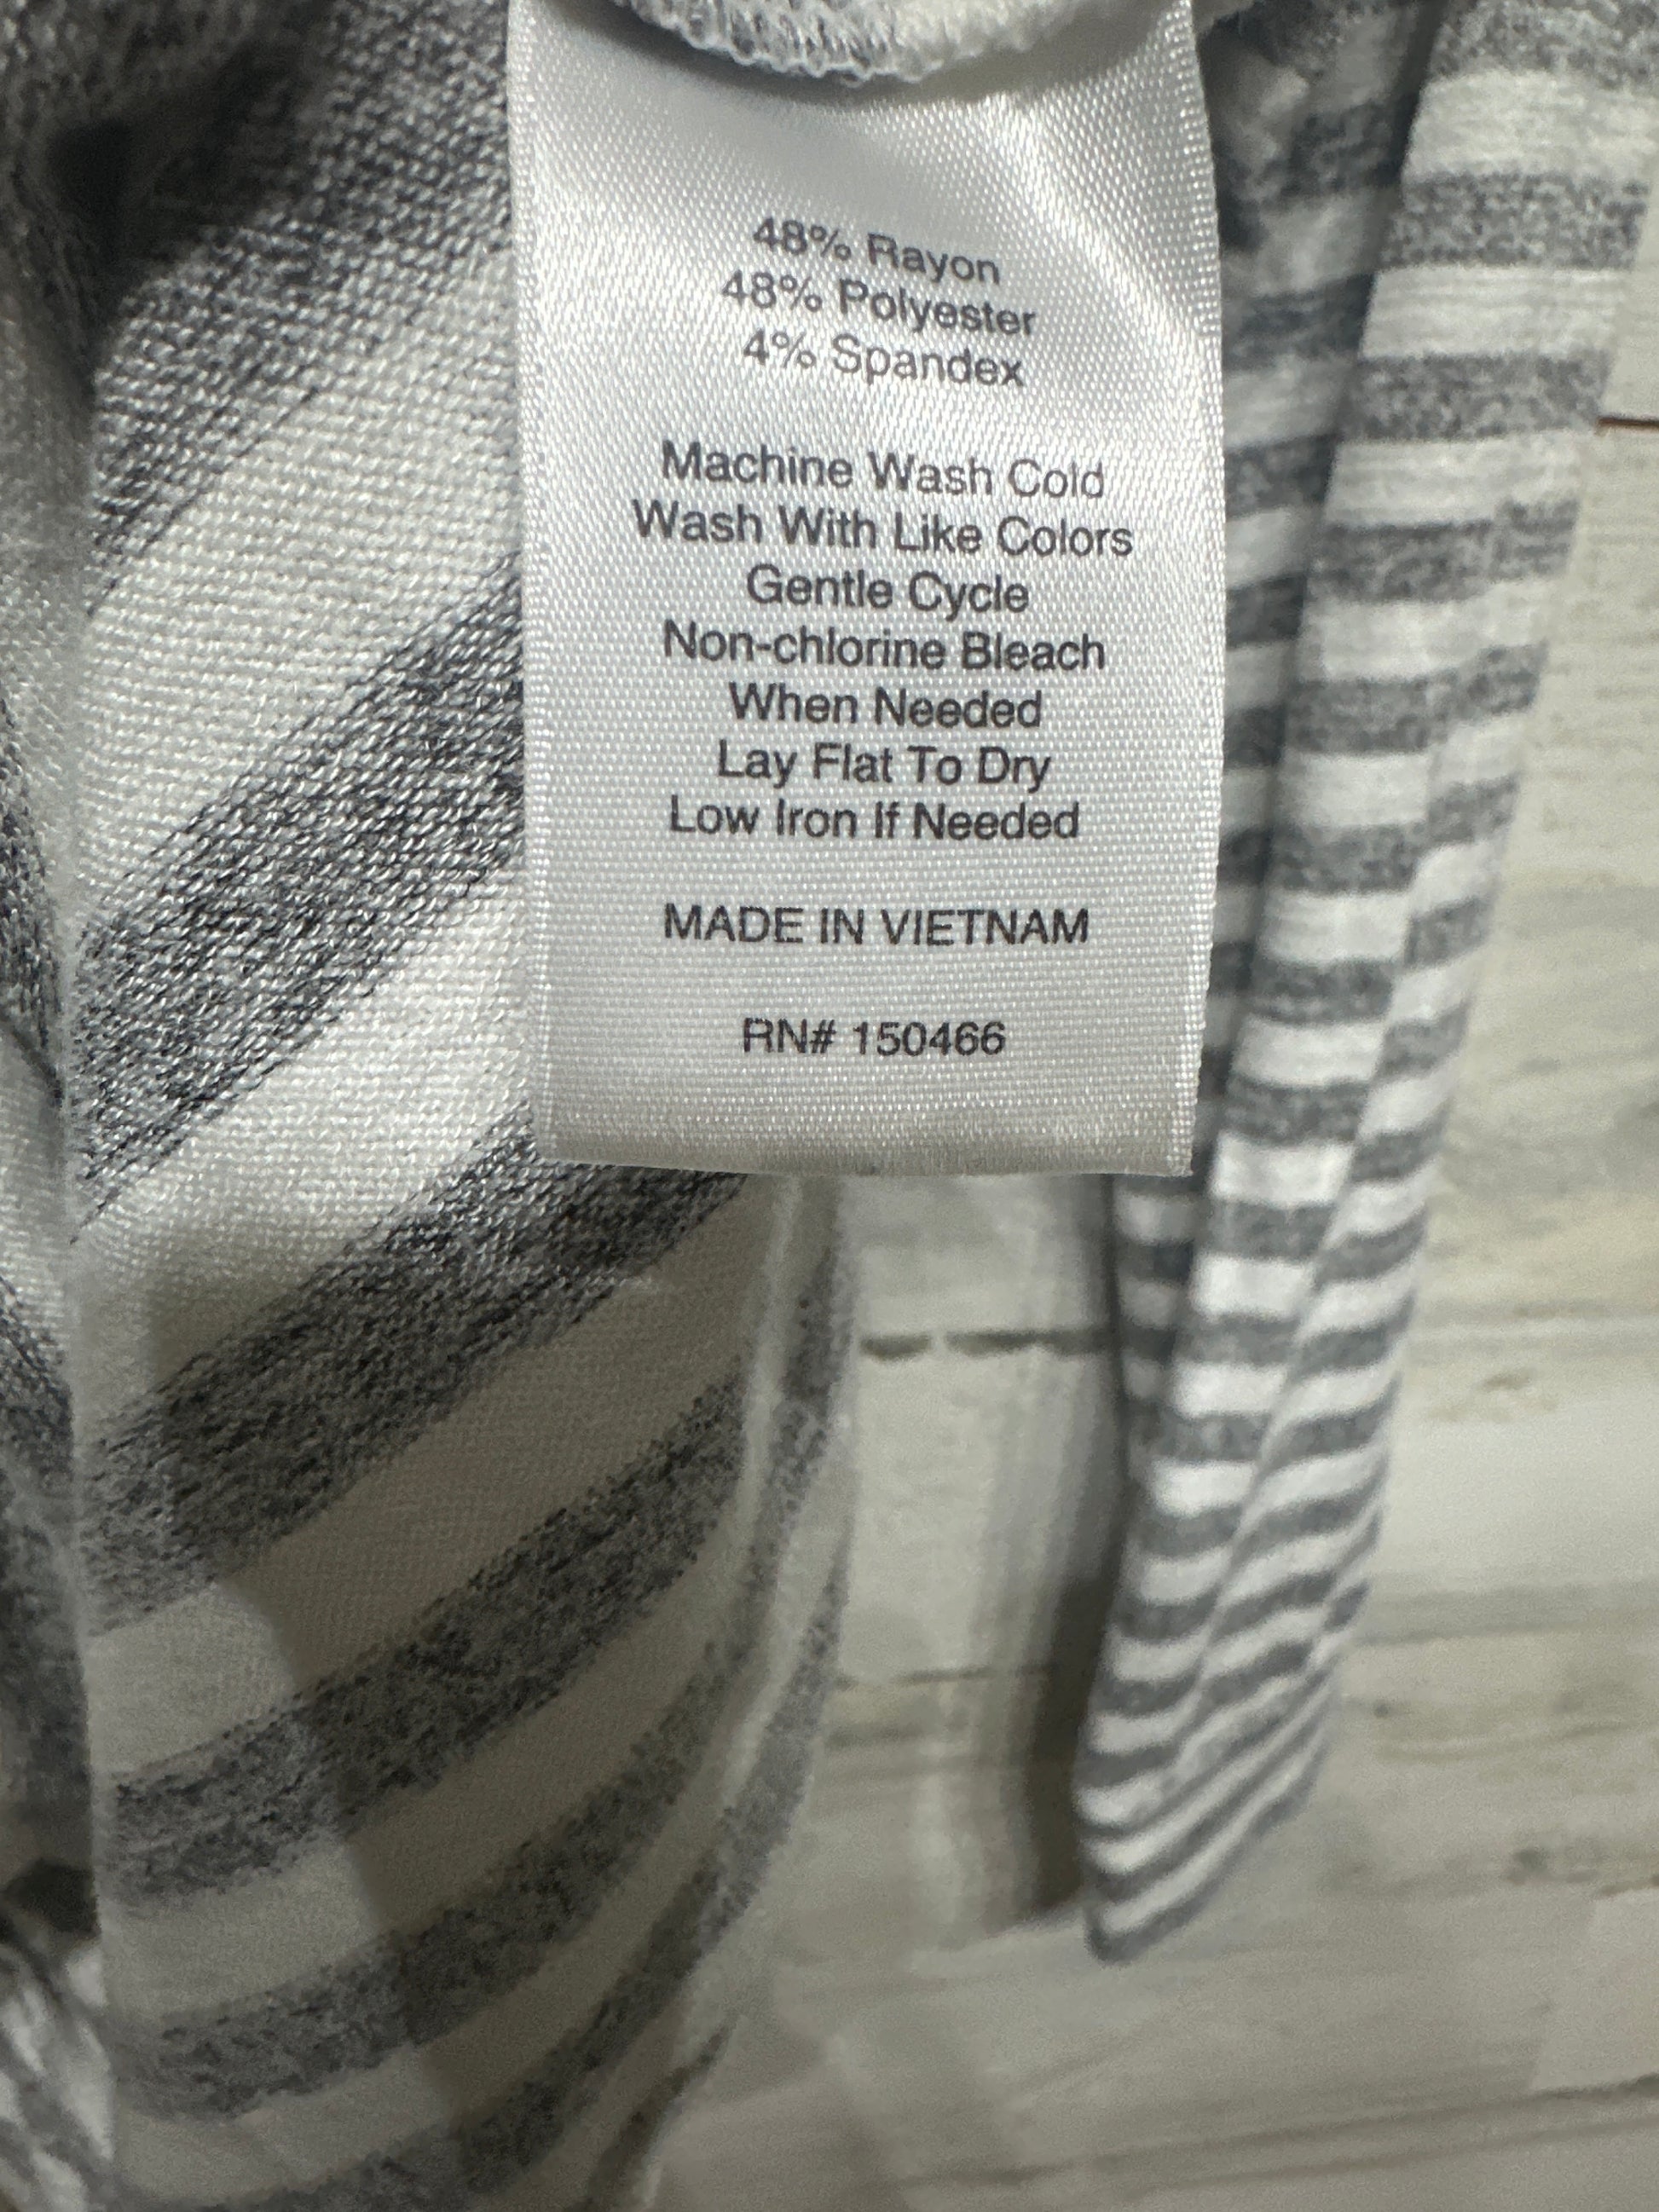 48% Rayon
48% Polyester
4% Spandex
Machine Wash Cold
Wash With Like Colors
Gentle Cycle
Non-chlorine Bleach
When Needed
Lay Flat To Dry
Low Iron If Needed
MADE IN VIETNAM
RN# 150466